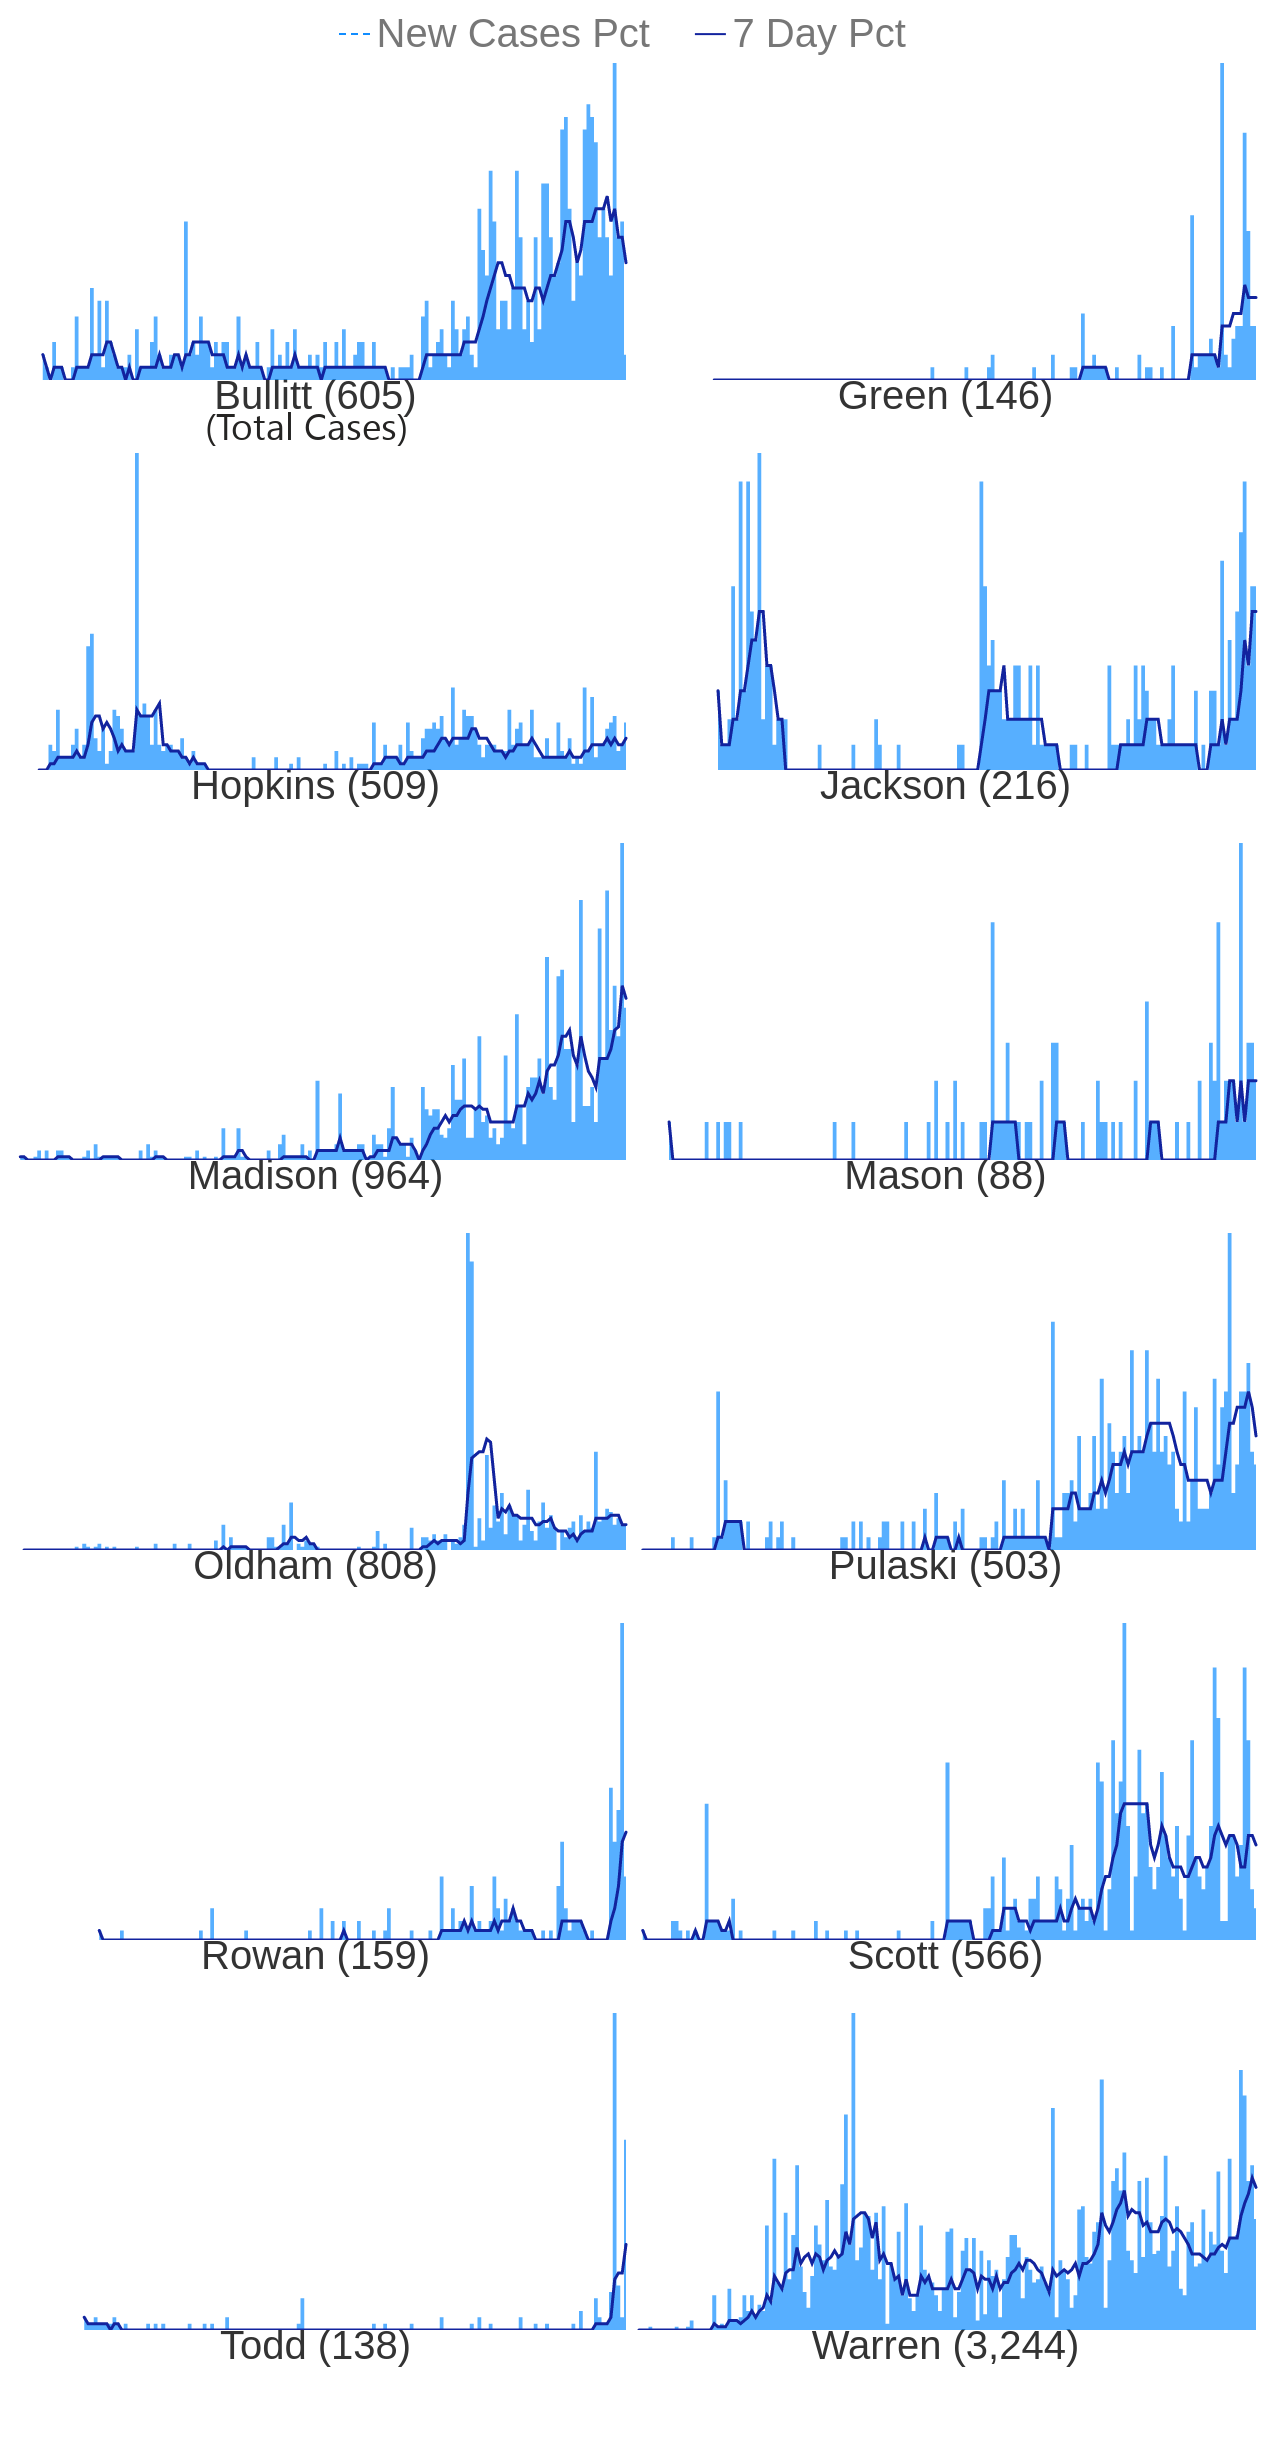 New Cases Pct 7 Day Pct
Bullitt (605) Green (146)
(Total Cases)
Hopkins (509) Jackson (216)
Madison (964) Mason (88)
Oldham (808) Pulaski (503)
Rowan (159) Scott (566)
Todd (138) Warren (3,244)